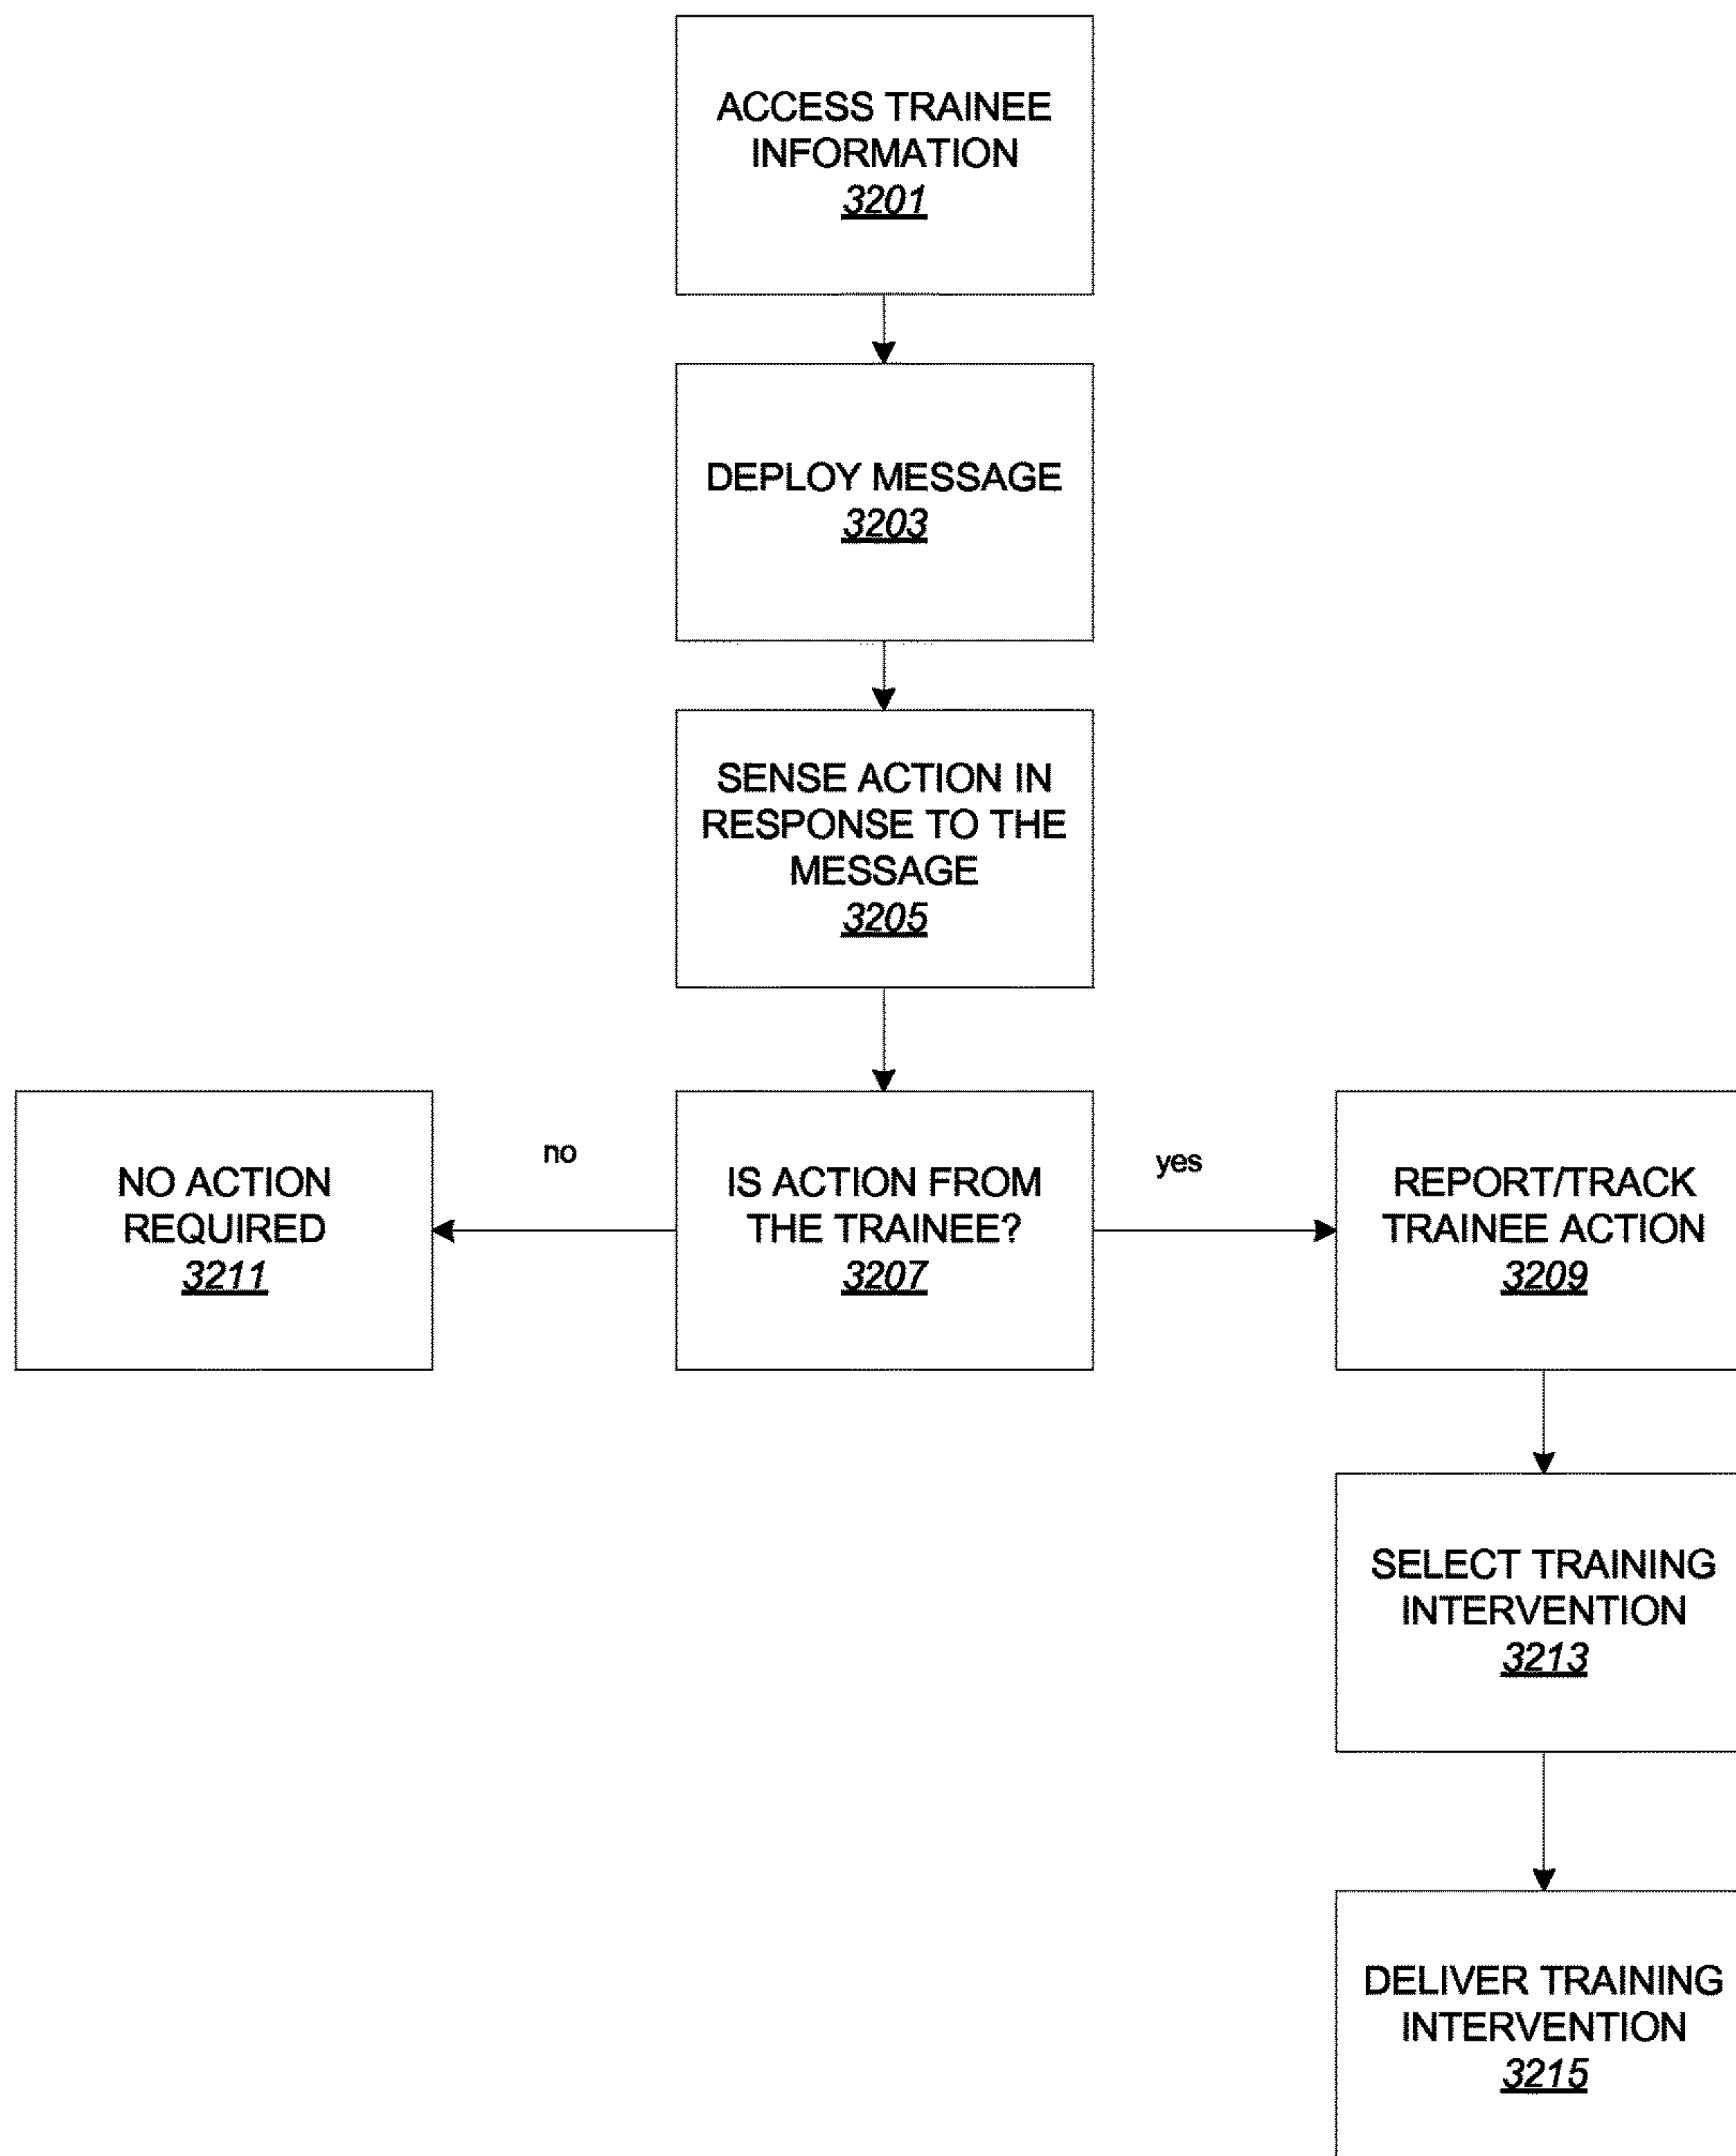 ACCESS TRAINEE
INFORMATION
3201
DEPLOY MESSAGE
3203
SENSE ACTION IN
RESPONSE TO THE
MESSAGE
3205
NO ACTION
REQUIRED
3211
no
IS ACTION FROM
THE TRAINEE?
3207
yes
REPORT/TRACK
TRAINEE ACTION
3209
SELECT TRAINING
INTERVENTION
3213
DELIVER TRAINING
INTERVENTION
3215